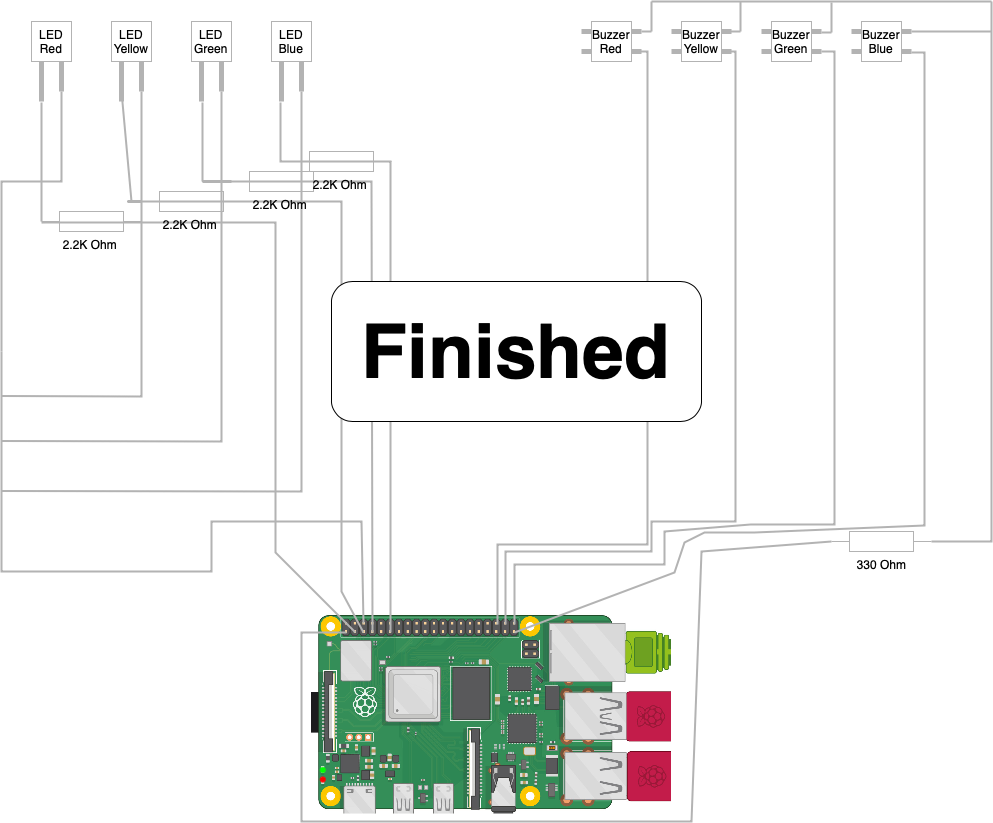 LED
Red
LED
Yellow
LED
Green
LED
Blue
Buzzer
Red
Buzzer
Yellow
Buzzer
Green
Buzzer
Blue
2.2K Ohm
2.2K Ohm
2.2K Ohm
2.2K Ohm
Finished
330 Ohm